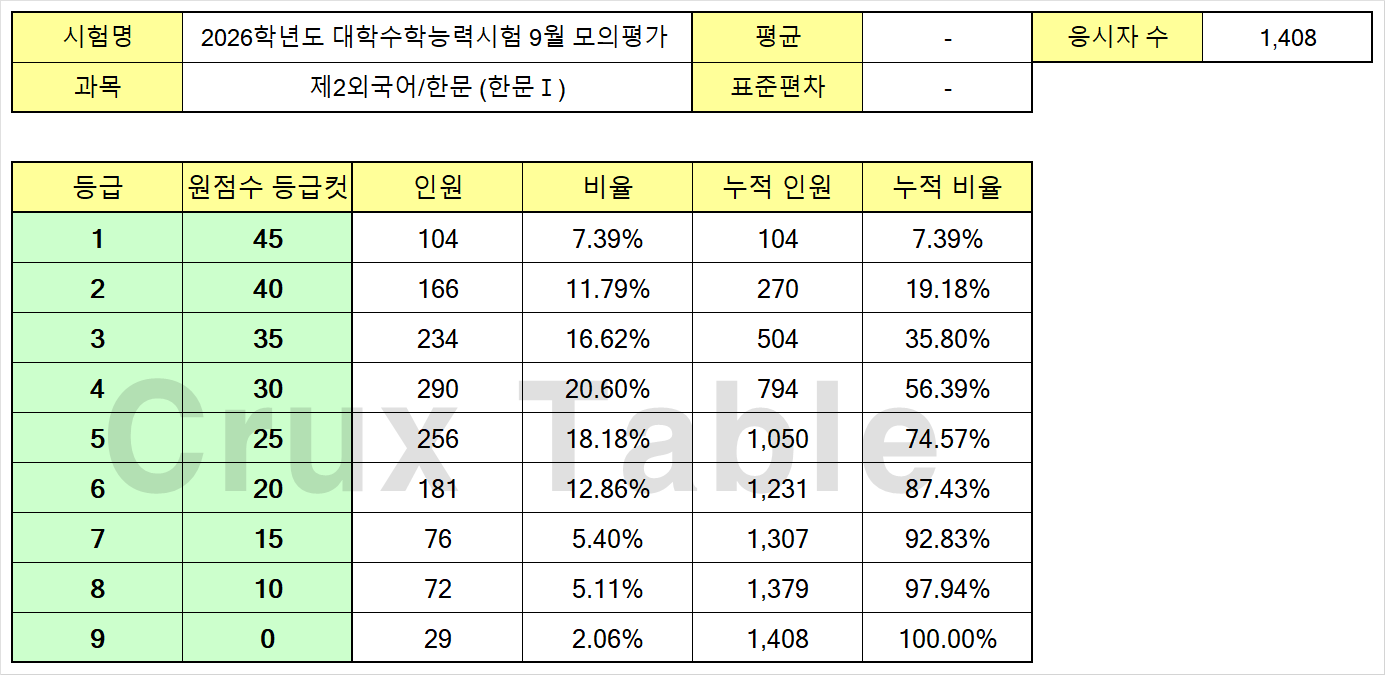 시험명 2026학년도 대학수학능력시험 9월 모의평가 평균 - 응시자 수 1,408
과목 제2외국어/한문 (한문Ⅰ) 표준편차 -
등급 원점수 등급컷 인원 비율 누적 인원 누적 비율
1 45 104 7.39% 104 7.39%
2 40 166 11.79% 270 19.18%
3 35 234 16.62% 504 35.80%
4 30 290 20.60% 794 56.39%
5 25 256 18.18% 1,050 74.57%
6 20 181 12.86% 1,231 87.43%
7 15 76 5.40% 1,307 92.83%
8 10 72 5.11% 1,379 97.94%
9 0 29 2.06% 1,408 100.00%
Crux Table